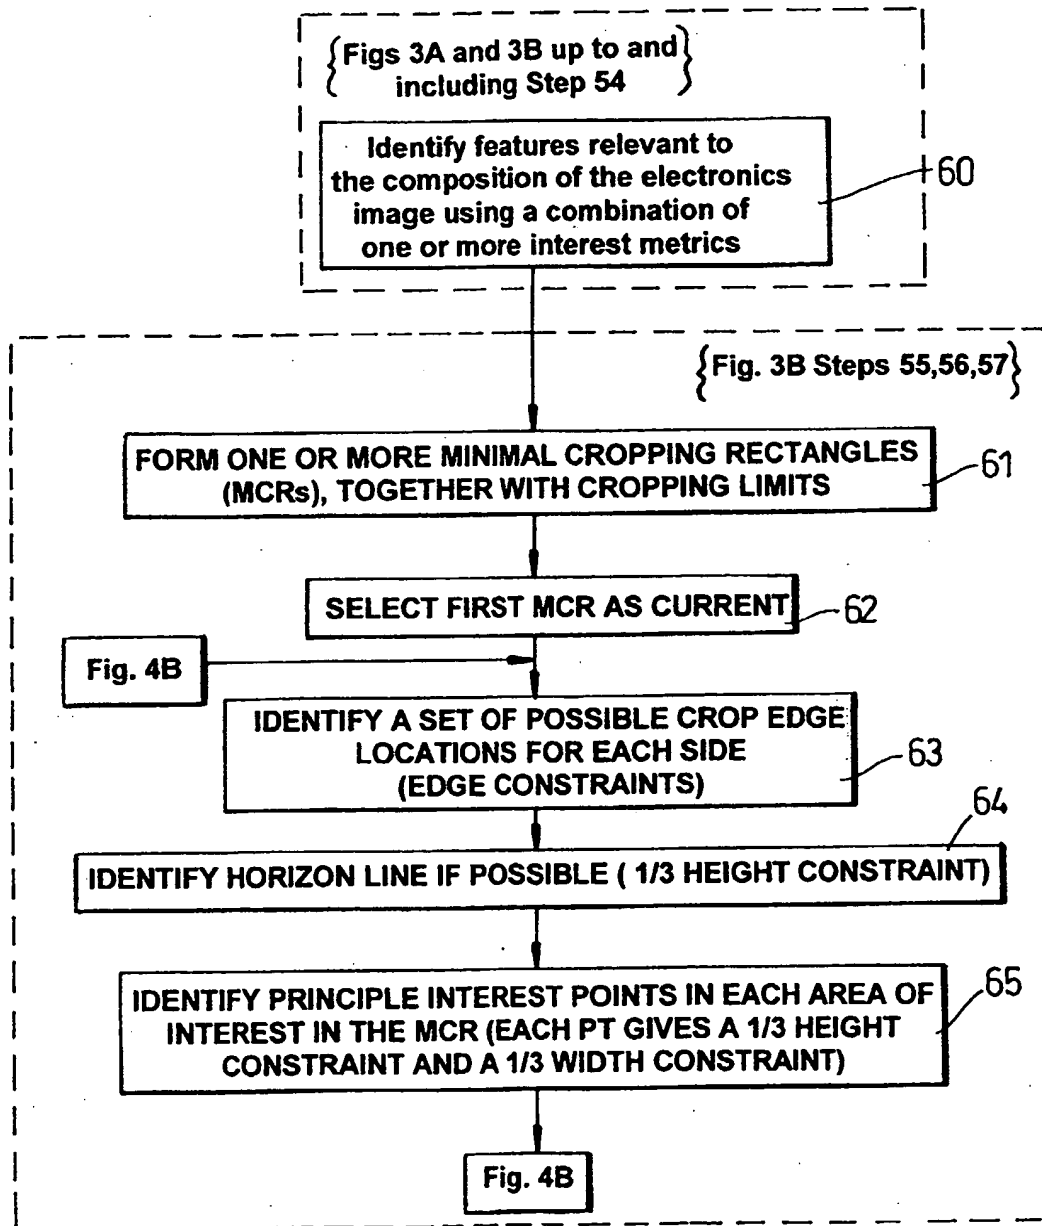 Figs 3A and 3B up to and
including Step 54
Identify features relevant to
the composition of the electronics
image using a combination of
one or more interest metrics
60
{Fig. 3B Steps 55,56,57}
FORM ONE OR MORE MINIMAL CROPPING RECTANGLES
(MCRs), TOGETHER WITH CROPPING LIMITS
61
SELECT FIRST MCR AS CURRENT
62
Fig. 4B
IDENTIFY A SET OF POSSIBLE CROP EDGE
LOCATIONS FOR EACH SIDE
(EDGE CONSTRAINTS)
63
64
IDENTIFY HORIZON LINE IF POSSIBLE ( 1/3 HEIGHT CONSTRAINT)
IDENTIFY PRINCIPLE INTEREST POINTS IN EACH AREA OF
INTEREST IN THE MCR (EACH PT GIVES A 1/3 HEIGHT
CONSTRAINT AND A 1/3 WIDTH CONSTRAINT)
65
Fig. 4B